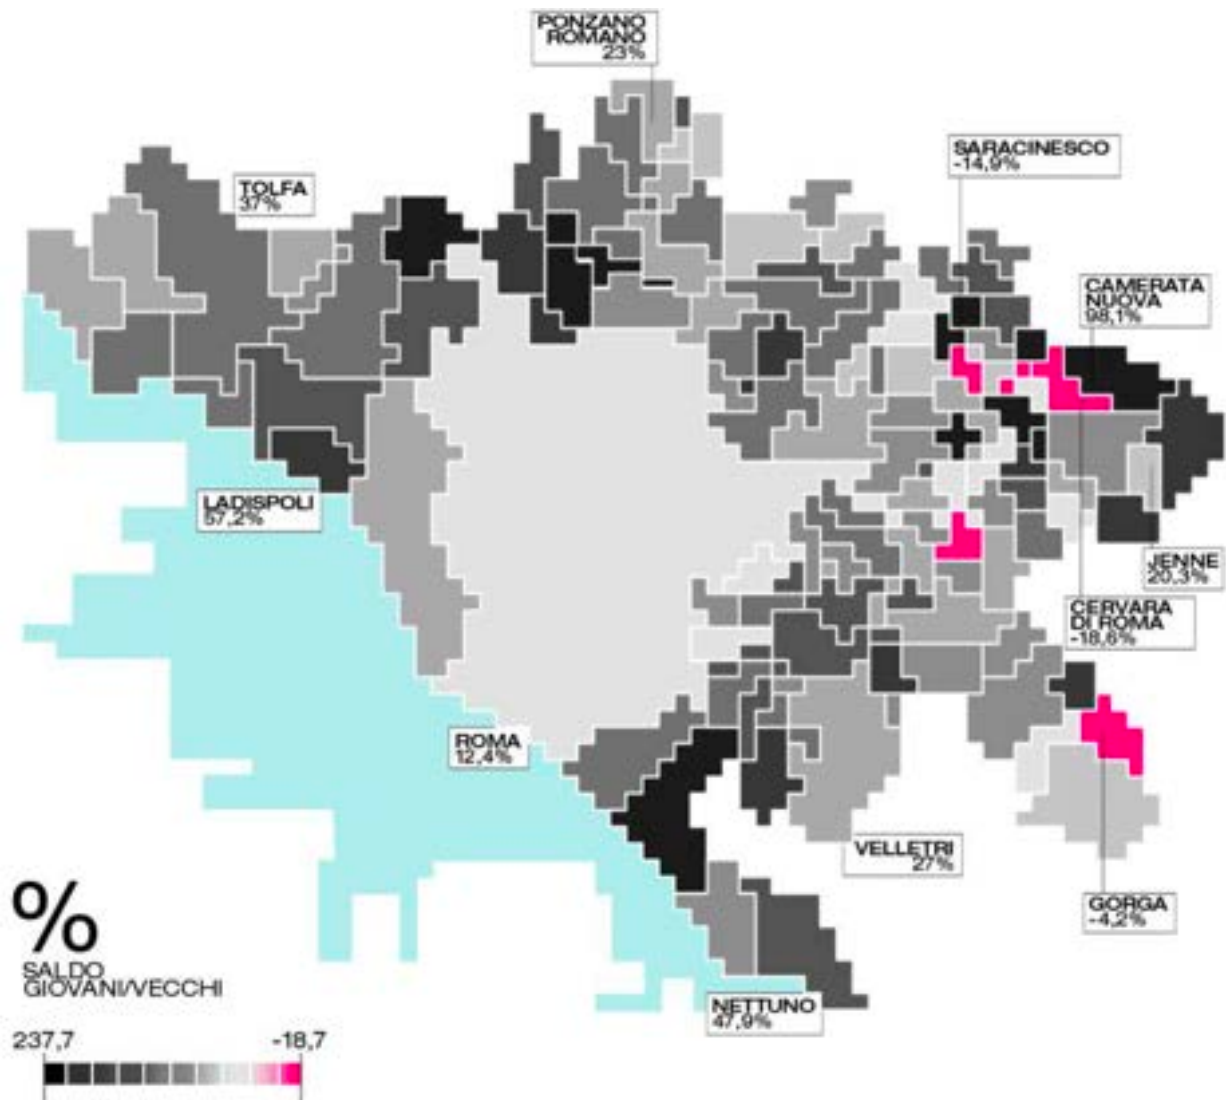 PONZANO
ROMANO
23%
SARACINESCO
-14,9%
TOLFA
37%
CAMERATA
NUOVA
98,1%
LADISPOLI
57,2%
JENNE
20,3%
CERVARA
DI ROMA
-18,6%
ROMA
12,4%
VELLETRI
27%
GORGA
-4,2%
NETTUNO
47,9%
%
SALDO
GIOVANI/VECCHI
237,7 -18,7